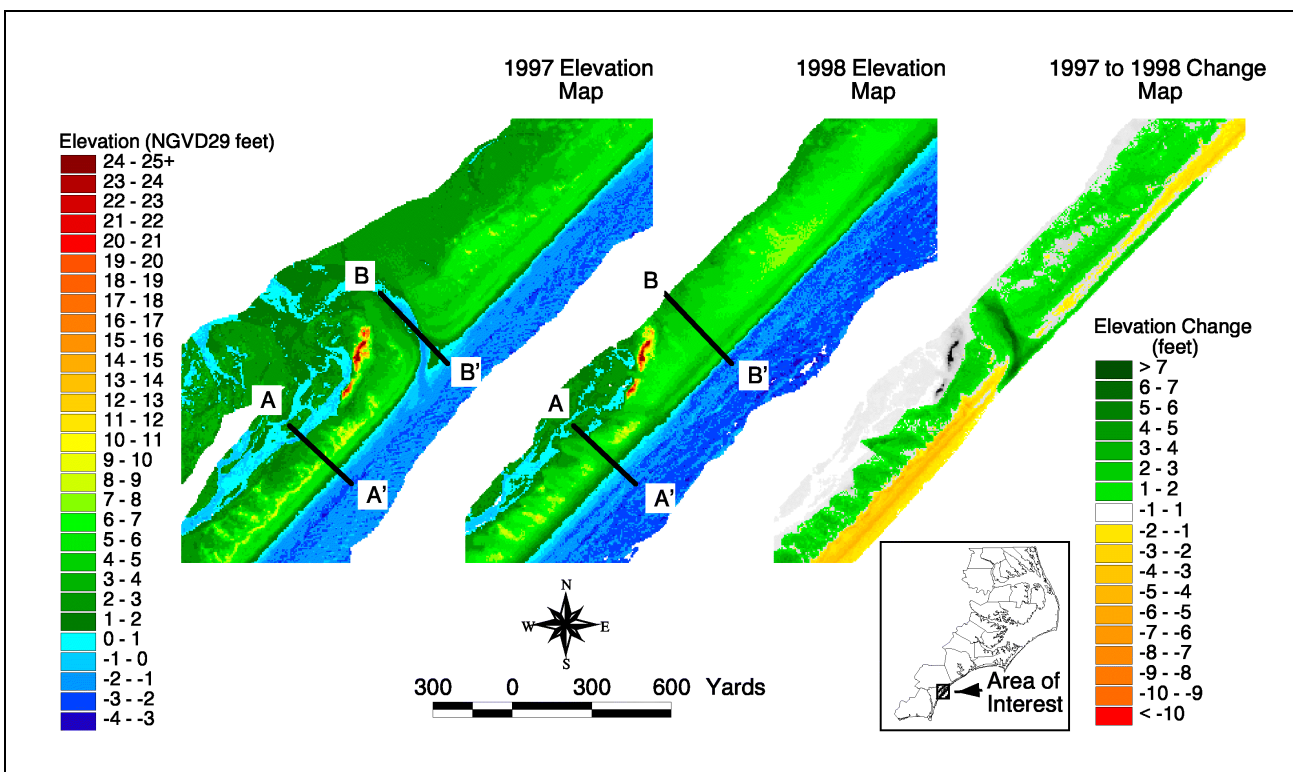 1997 Elevation
Map
1998 Elevation
Map
1997 to 1998 Change
Map
Elevation (NGVD29 feet)
24 - 25+
23 - 24
22 - 23
21 - 22
20 - 21
19 - 20
18 - 19
17 - 18
16 - 17
15 - 16
14 - 15
13 - 14
12 - 13
11 - 12
10 - 11
9 - 10
8 - 9
7 - 8
6 - 7
5 - 6
4 - 5
3 - 4
2 - 3
1 - 2
0 - 1
-1 - 0
-2 - -1
-3 - -2
-4 - -3
B
B'
A
A'
B
B'
A
A'
N
W
E
S
300 0 300 600 Yards
Area of
Interest
Elevation Change
(feet)
> 7
6 - 7
5 - 6
4 - 5
3 - 4
2 - 3
1 - 2
-1 - 1
-2 - -1
-3 - -2
-4 - -3
-5 - -4
-6 - -5
-7 - -6
-8 - -7
-9 - -8
-10 - -9
< -10